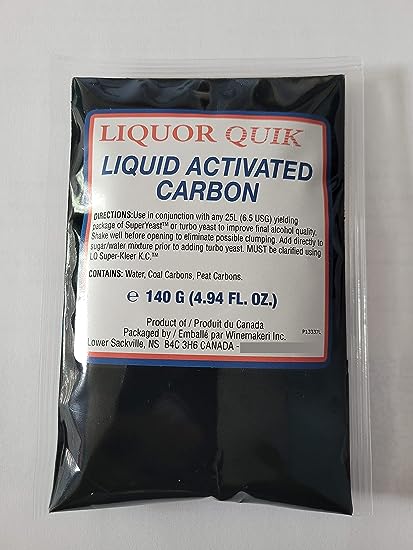 LIQUOR QUIK
LIQUID ACTIVATED
CARBON
DIRECTIONS:Use in conjunction with any 25L (6.5 USG) yielding
package of SuperYeast™ or turbo yeast to improve final alcohol quality.
Shake well before opening to eliminate possible clumping. Add directly to
sugar/water mixture prior to adding turbo yeast. MUST be clarified using
LQ Super-Kleer K.C.™
CONTAINS: Water, Coal Carbons, Peat Carbons.
℮ 140 G (4.94 FL. OZ.)
Product of / Produit du Canada
Packaged by / Emballé par Winemakeri Inc.
Lower Sackville, NS B4C 3H6 CANADA -